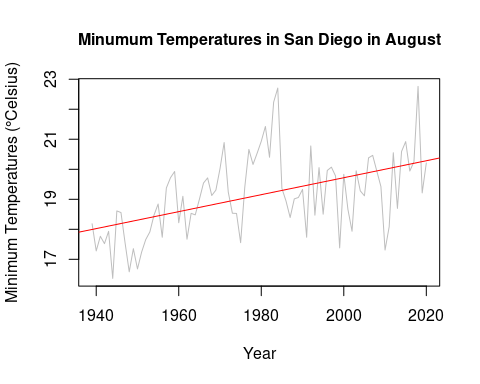 Minumum Temperatures in San Diego in August
Minimum Temperatures (°Celsius)
23
21
19
17
1940 1960 1980 2000 2020
Year